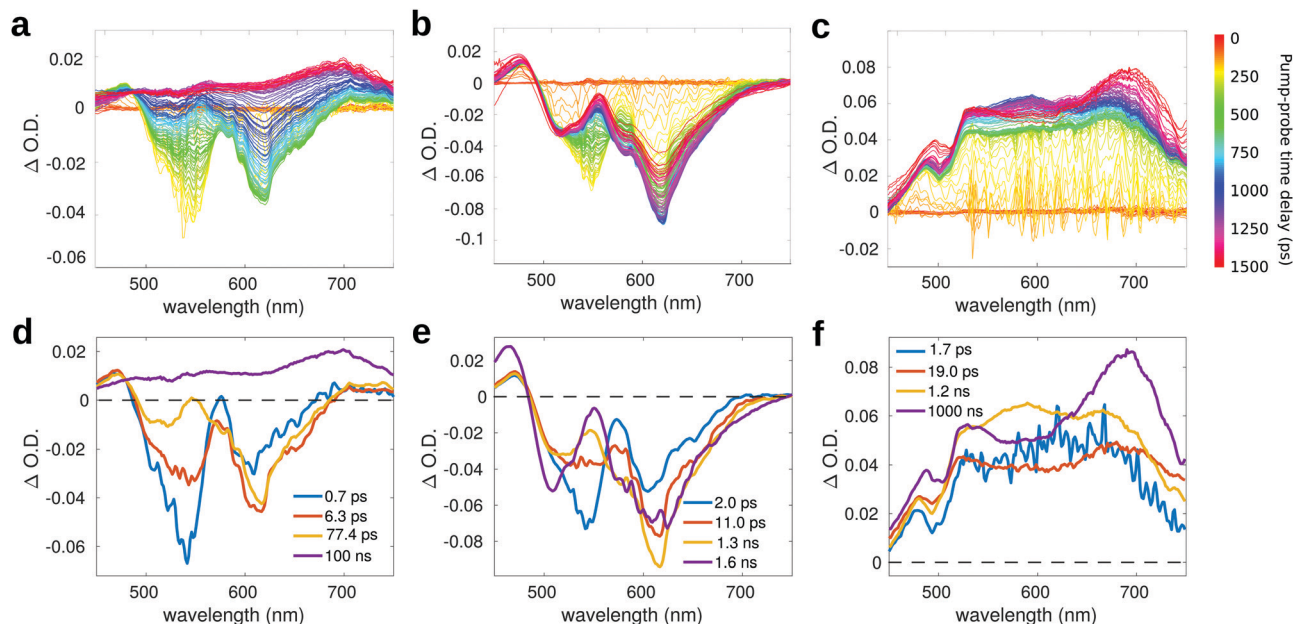 a
b
c
0.02
0
-0.02
-0.04
-0.06
Δ O.D.
500
600
700
wavelength (nm)
0.04
0.02
0
-0.02
-0.04
-0.06
-0.08
-0.1
Δ O.D.
500
600
700
wavelength (nm)
0.08
0.06
0.04
0.02
0
-0.02
Δ O.D.
500
600
700
wavelength (nm)
0
250
500
750
1000
1250
1500
Pump-probe time delay (ps)
d
e
f
0.02
0
-0.02
-0.04
-0.06
Δ O.D.
0.7 ps
6.3 ps
77.4 ps
100 ns
500
600
700
wavelength (nm)
0.02
0
-0.02
-0.04
-0.06
-0.08
Δ O.D.
2.0 ps
11.0 ps
1.3 ns
1.6 ns
500
600
700
wavelength (nm)
0.08
0.06
0.04
0.02
0
Δ O.D.
1.7 ps
19.0 ps
1.2 ns
1000 ns
500
600
700
wavelength (nm)